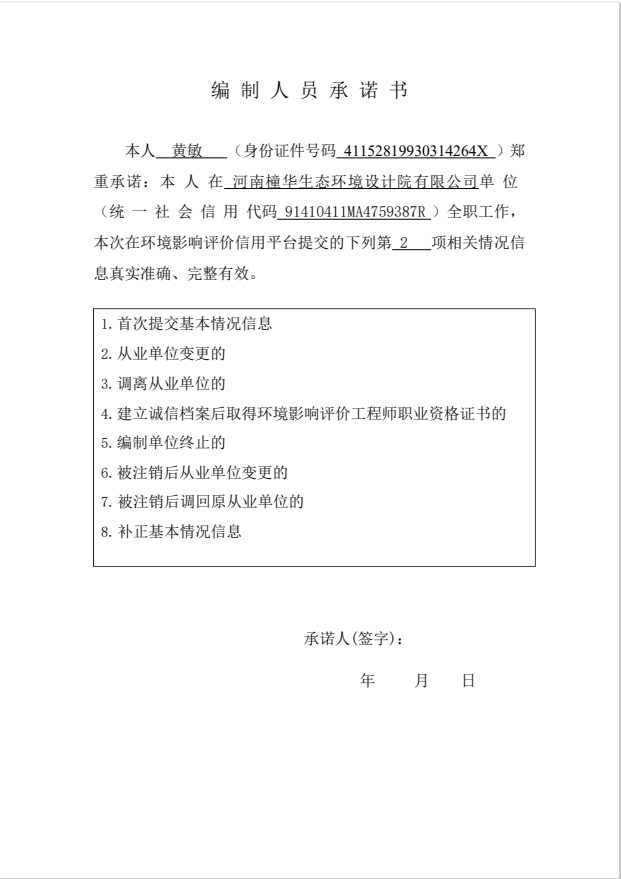 编 制 人 员 承 诺 书
本人 黄敏 （身份证件号码 41152819930314264X ）郑
重承诺：本 人 在 河南橦华生态环境设计院有限公司单 位
（统 一 社 会 信 用 代码 91410411MA4759387R ）全职工作，
本次在环境影响评价信用平台提交的下列第 2 项相关情况信
息真实准确、完整有效。
1. 首次提交基本情况信息
2. 从业单位变更的
3. 调离从业单位的
4. 建立诚信档案后取得环境影响评价工程师职业资格证书的
5. 编制单位终止的
6. 被注销后从业单位变更的
7. 被注销后调回原从业单位的
8. 补正基本情况信息
承诺人(签字)：
年 月 日